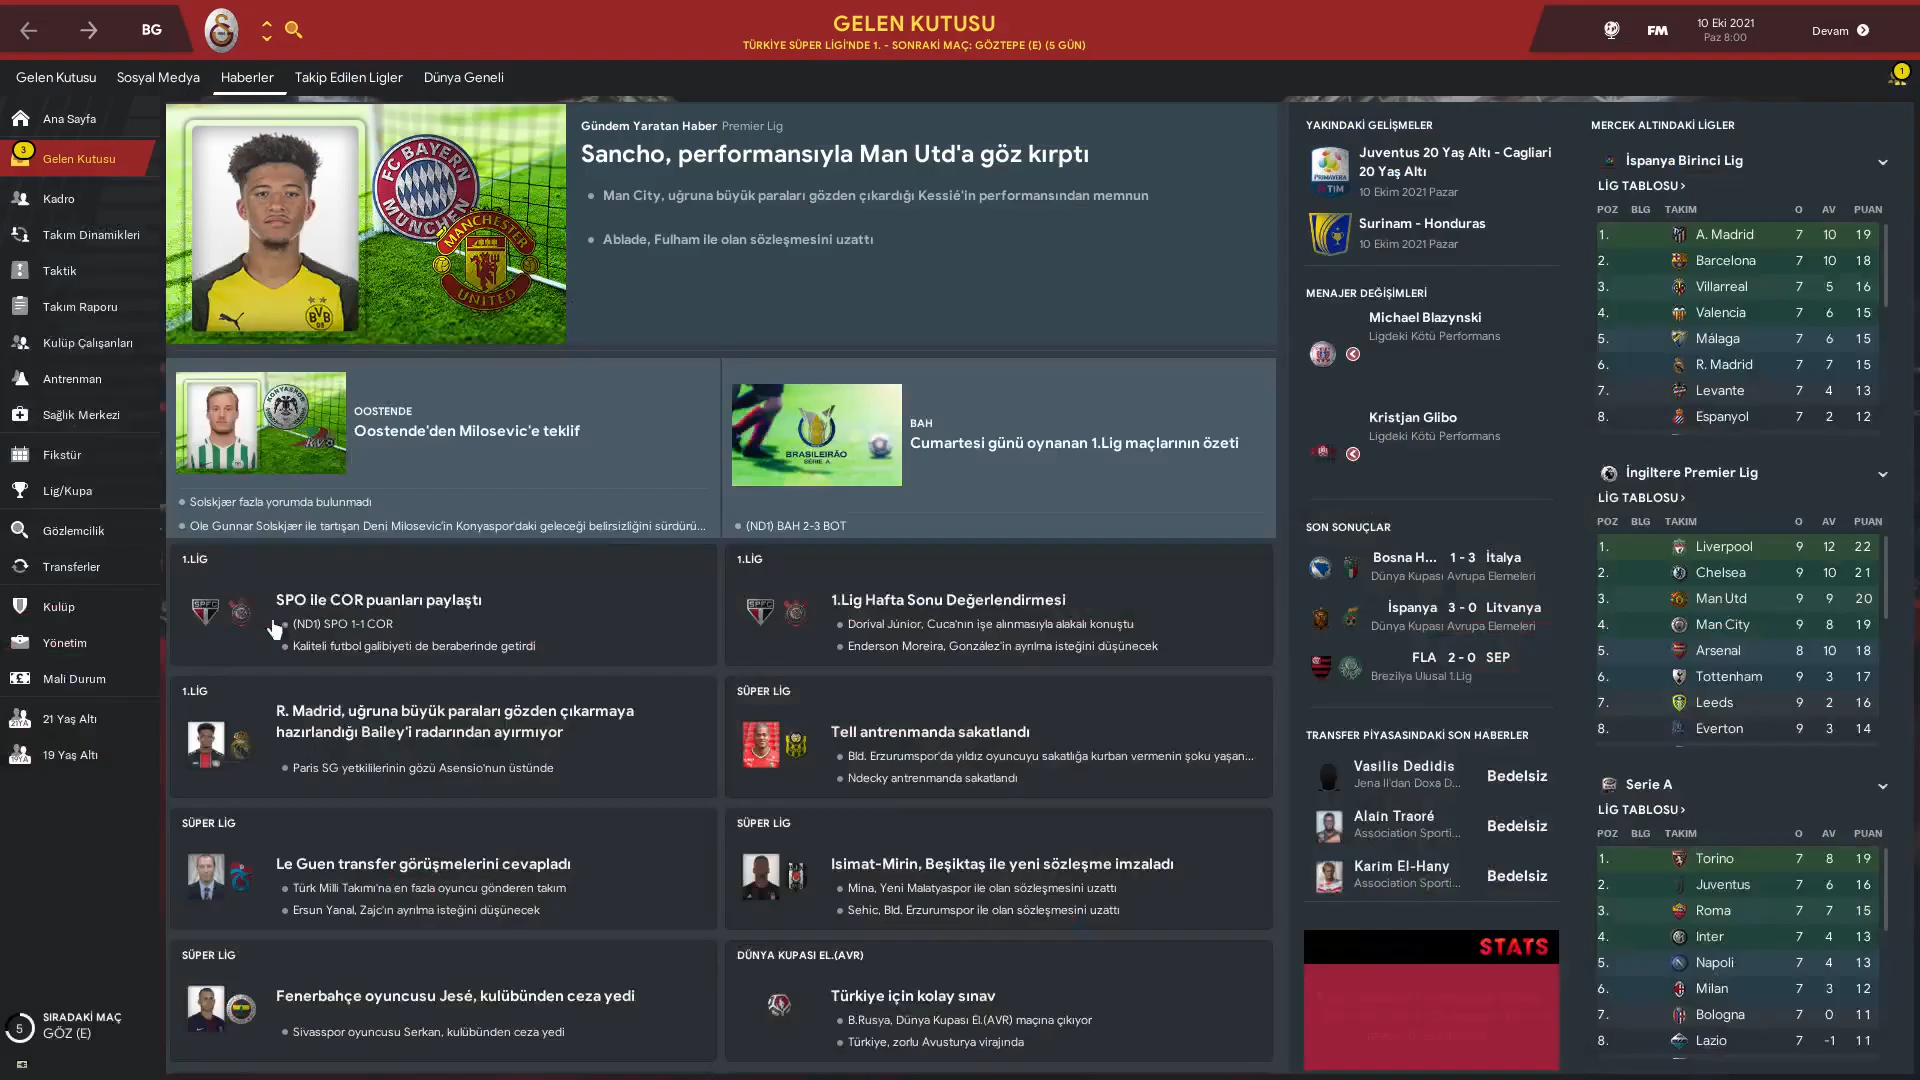 BG
GELEN KUTUSU
TÜRKİYE SÜPER LİGİ'NDE 1. - SONRAKİ MAÇ: GÖZTEPE (E) (5 GÜN)
FM
10 Eki 2021
Paz 8:00
Devam
Gelen Kutusu
Sosyal Medya
Haberler
Takip Edilen Ligler
Dünya Geneli
1
Ana Sayfa
3
Gelen Kutusu
Kadro
Takım Dinamikleri
Taktik
Takım Raporu
Kulüp Çalışanları
Antrenman
Sağlık Merkezi
Fikstür
Lig/Kupa
Gözlemcilik
Transferler
Kulüp
Yönetim
Mali Durum
21YA
21 Yaş Altı
19YA
19 Yaş Altı
5
SIRADAKİ MAÇ
GÖZ (E)
FC BAYERN
MÜNCHEN
MANCHESTER
UNITED
BVB
09
Gündem Yaratan Haber Premier Lig
Sancho, performansıyla Man Utd'a göz kırptı
Man City, uğruna büyük paraları gözden çıkardığı Kessié'in performansından memnun
Ablade, Fulham ile olan sözleşmesini uzattı
OOSTENDE
Oostende'den Milosevic'e teklif
Solskjær fazla yorumda bulunmadı
Ole Gunnar Solskjær ile tartışan Deni Milosevic'in Konyaspor'daki geleceği belirsizliğini sürdürü...
BRASILEIRÃO
SÉRIE A
BAH
Cumartesi günü oynanan 1.Lig maçlarının özeti
(ND1) BAH 2-3 BOT
1.LİG
SPFC
SPO ile COR puanları paylaştı
(ND1) SPO 1-1 COR
Kaliteli futbol galibiyeti de beraberinde getirdi
1.LİG
SPFC
1.Lig Hafta Sonu Değerlendirmesi
Dorival Júnior, Cuca'nın işe alınmasıyla alakalı konuştu
Enderson Moreira, González'in ayrılma isteğini düşünecek
1.LİG
R. Madrid, uğruna büyük paraları gözden çıkarmaya
hazırlandığı Bailey'i radarından ayırmıyor
Paris SG yetkililerinin gözü Asensio'nun üstünde
SÜPER LİG
Tell antrenmanda sakatlandı
Bld. Erzurumspor'da yıldız oyuncuyu sakatlığa kurban vermenin şoku yaşan...
Ndecky antrenmanda sakatlandı
SÜPER LİG
Le Guen transfer görüşmelerini cevapladı
Türk Milli Takımı'na en fazla oyuncu gönderen takım
Ersun Yanal, Zajc'ın ayrılma isteğini düşünecek
SÜPER LİG
Isimat-Mirin, Beşiktaş ile yeni sözleşme imzaladı
Mina, Yeni Malatyaspor ile olan sözleşmesini uzattı
Sehic, Bld. Erzurumspor ile olan sözleşmesini uzattı
SÜPER LİG
Fenerbahçe oyuncusu Jesé, kulübünden ceza yedi
Sivasspor oyuncusu Serkan, kulübünden ceza yedi
DÜNYA KUPASI EL.(AVR)
Türkiye için kolay sınav
B.Rusya, Dünya Kupası El.(AVR) maçına çıkıyor
Türkiye, zorlu Avusturya virajında
YAKINDAKİ GELİŞMELER
PRIMAVERA
TIM
Juventus 20 Yaş Altı - Cagliari
20 Yaş Altı
10 Ekim 2021 Pazar
Surinam - Honduras
10 Ekim 2021 Pazar
MENAJER DEĞİŞİMLERİ
Michael Blazynski
Ligdeki Kötü Performans
Kristjan Glibo
Ligdeki Kötü Performans
SON SONUÇLAR
Bosna H... 1 - 3 İtalya
Dünya Kupası Avrupa Elemeleri
İspanya 3 - 0 Litvanya
Dünya Kupası Avrupa Elemeleri
FLA 2 - 0 SEP
Brezilya Ulusal 1.Lig
TRANSFER PİYASASINDAKİ SON HABERLER
Vasilis Dedidis
Jena II'dan Doxa D...
Bedelsiz
Alain Traoré
Association Sporti...
Bedelsiz
Karim El-Hany
Association Sporti...
Bedelsiz
STATS
MERCEK ALTINDAKİ LİGLER
İspanya Birinci Lig
LİG TABLOSU›
POZ BLG TAKIM O AV PUAN
1. A. Madrid 7 10 19
2. Barcelona 7 10 18
3. Villarreal 7 5 16
4. Valencia 7 6 15
5. Málaga 7 6 15
6. R. Madrid 7 7 15
7. Levante 7 4 13
8. Espanyol 7 2 12
İngiltere Premier Lig
LİG TABLOSU›
POZ BLG TAKIM O AV PUAN
1. Liverpool 9 12 22
2. Chelsea 9 10 21
3. Man Utd 9 9 20
4. Man City 9 8 19
5. Arsenal 8 10 18
6. Tottenham 9 3 17
7. Leeds 9 2 16
8. Everton 9 3 14
Serie A
LİG TABLOSU›
POZ BLG TAKIM O AV PUAN
1. Torino 7 8 19
2. Juventus 7 6 16
3. Roma 7 7 15
4. Inter 7 4 13
5. Napoli 7 4 13
6. Milan 7 3 12
7. Bologna 7 0 11
8. Lazio 7 -1 11